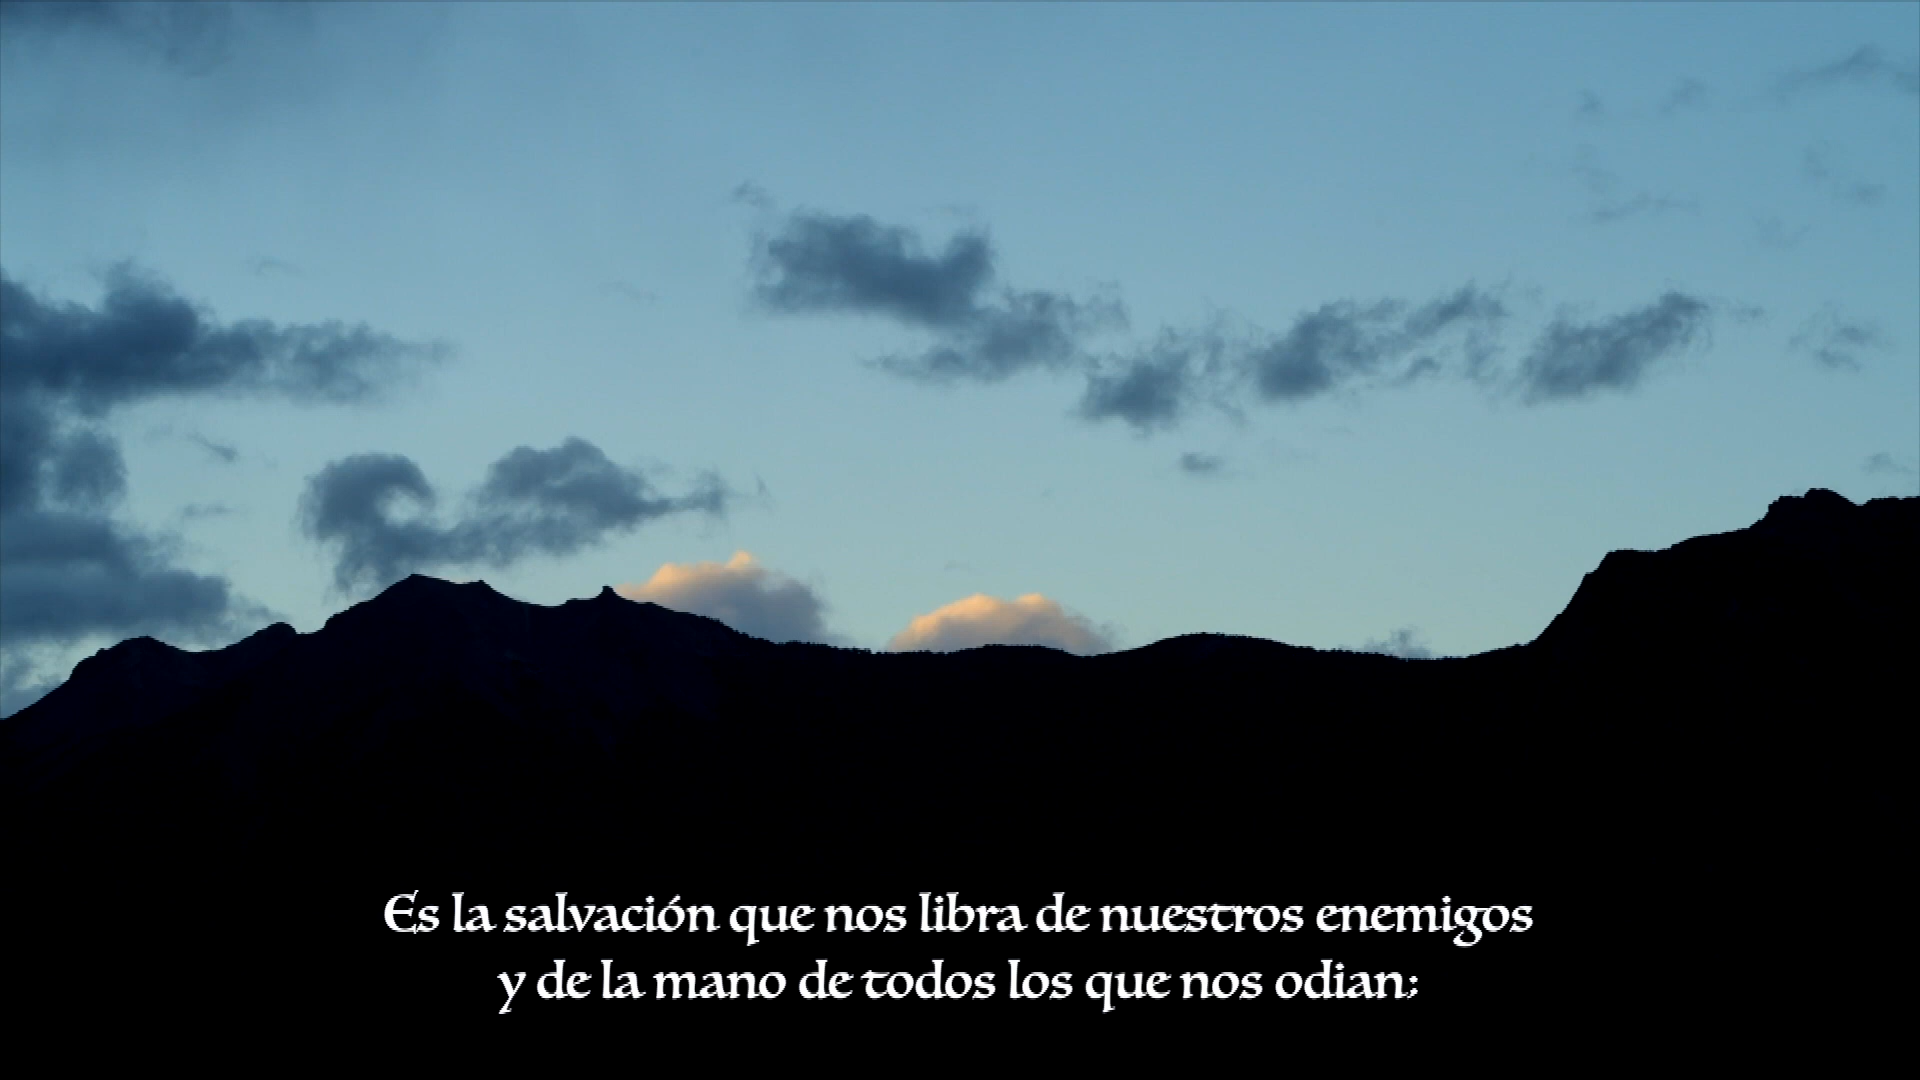 Es la salvación que nos libra de nuestros enemigos
y de la mano de todos los que nos odian;